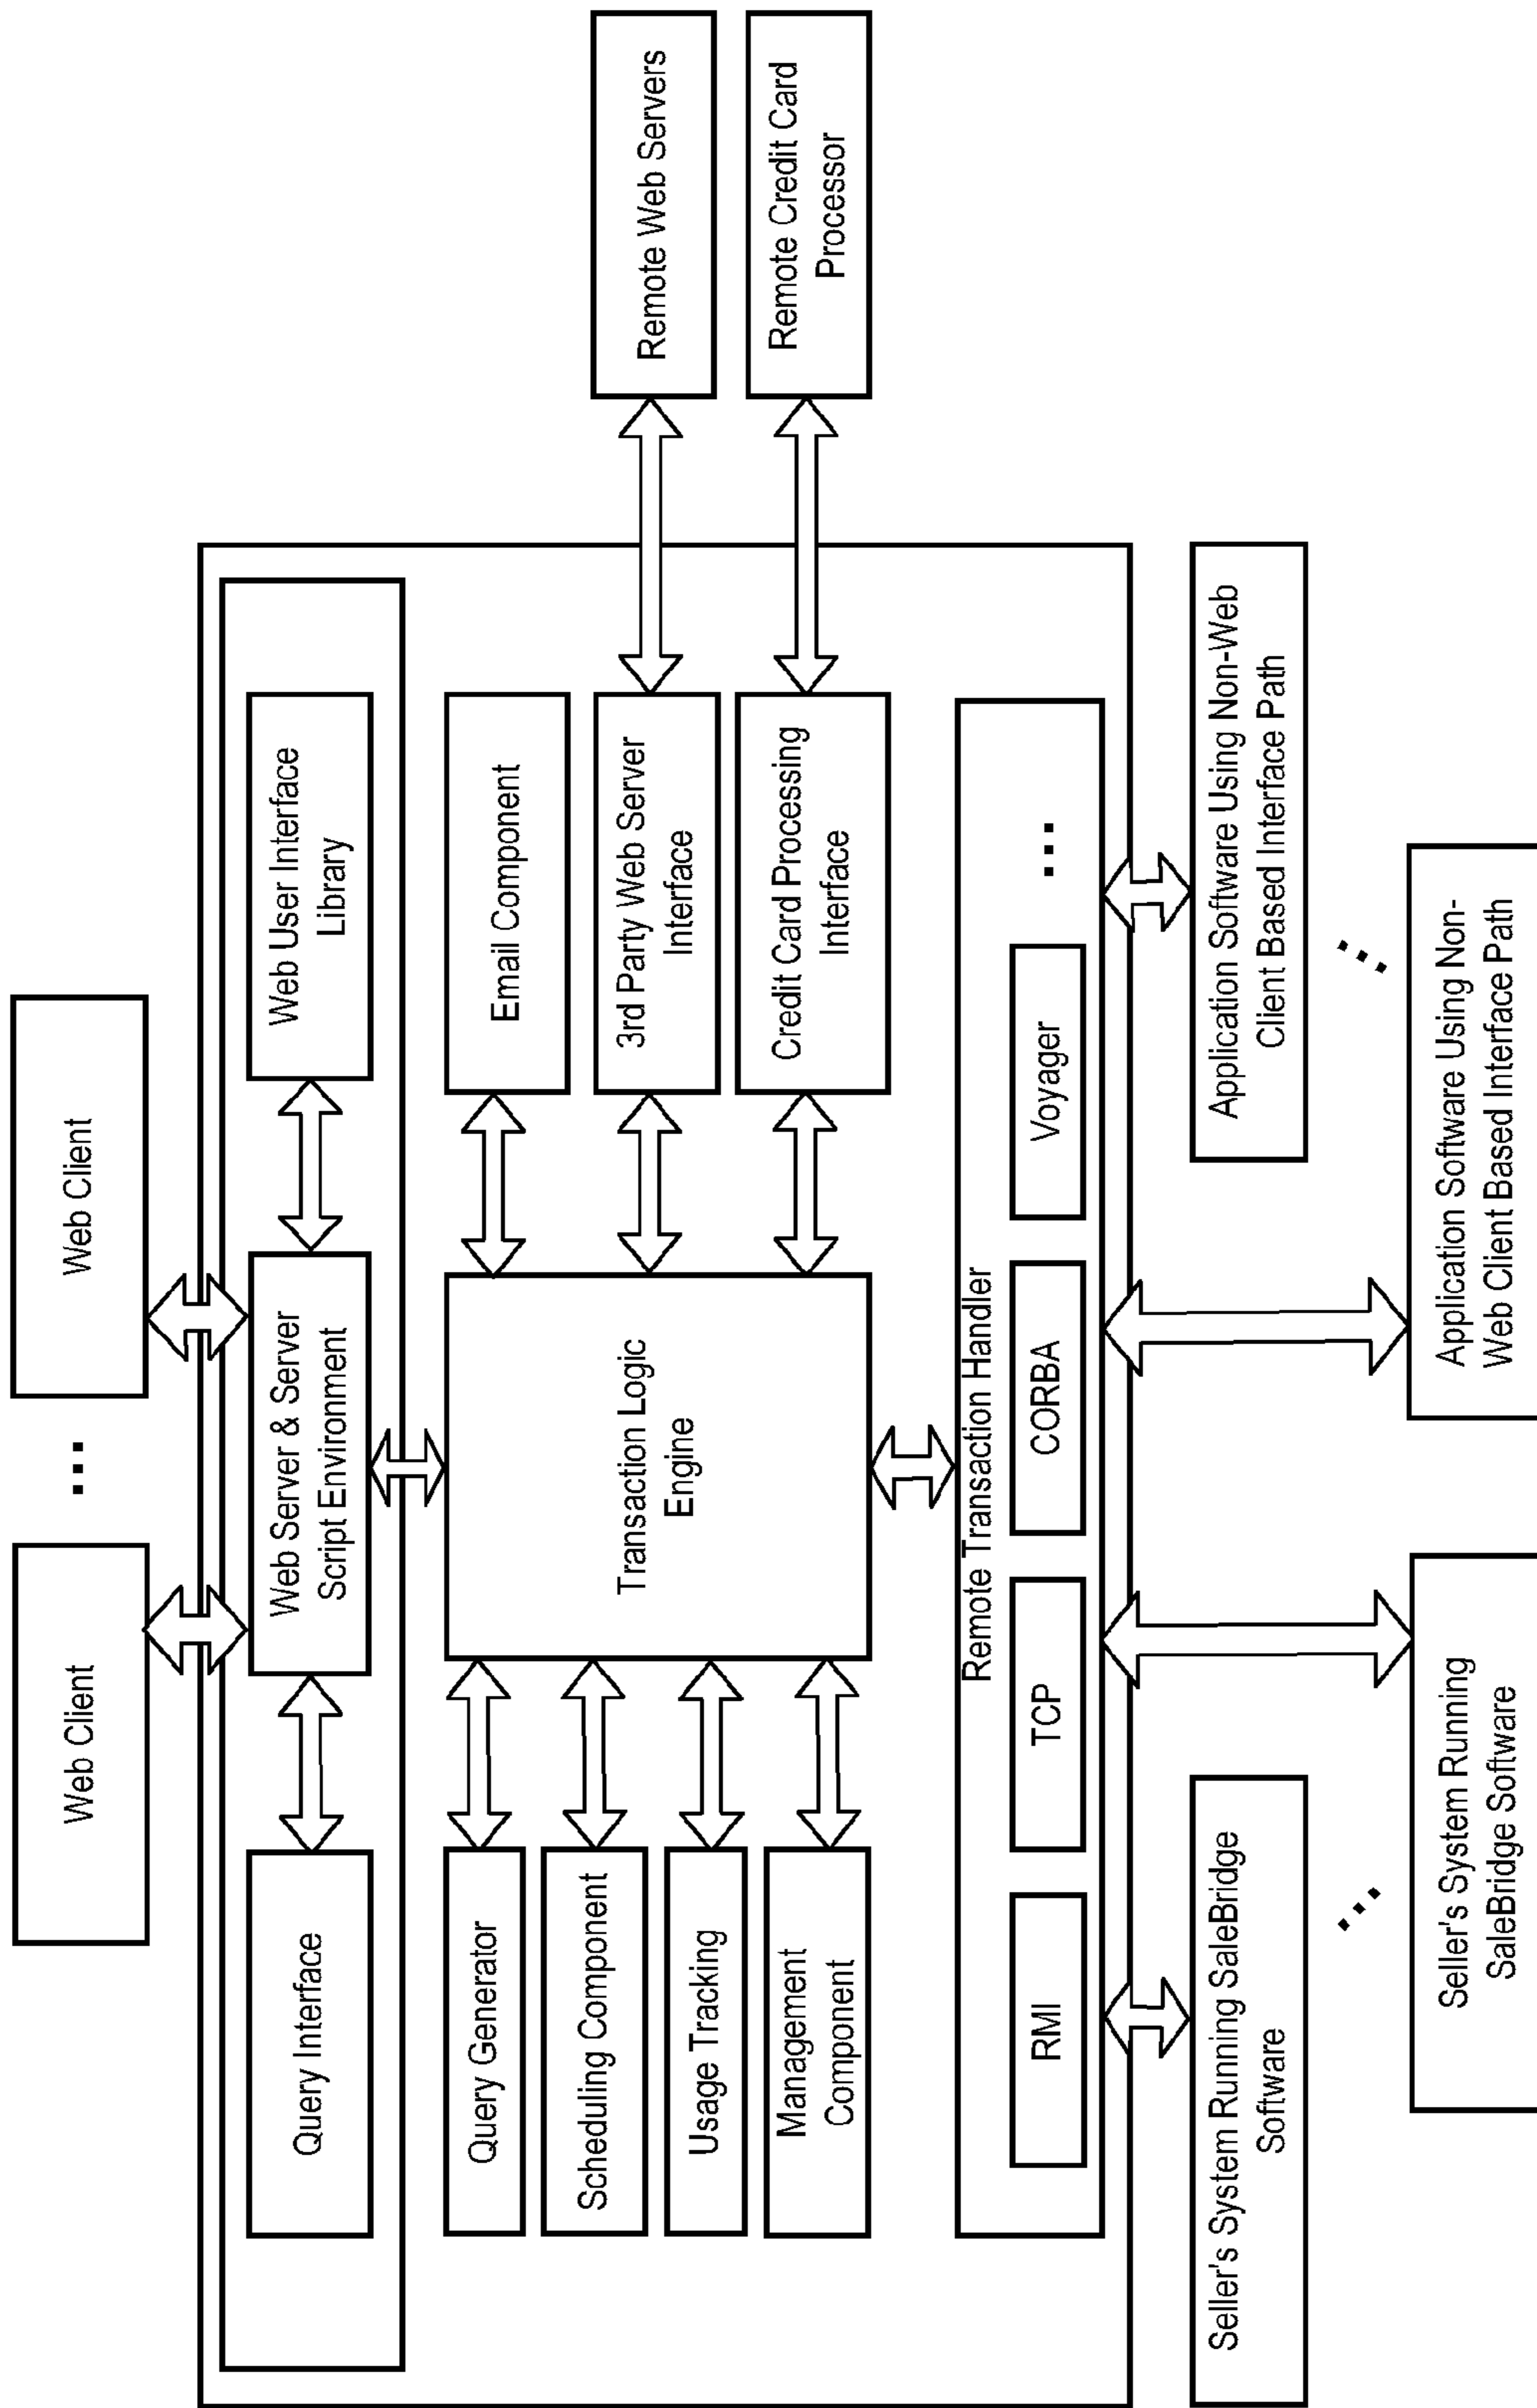 Web Client
...
Web Client
Query Interface
Web Server & Server
Script Environment
Web User Interface
Library
Query Generator
Scheduling Component
Usage Tracking
Management
Component
Transaction Logic
Engine
Email Component
3rd Party Web Server
Interface
Credit Card Processing
Interface
Remote Web Servers
Remote Credit Card
Processor
Remote Transaction Handler
RMI
TCP
CORBA
Voyager
...
Seller's System Running SaleBridge
Software
...
Seller's System Running
SaleBridge Software
Application Software Using Non-Web
Client Based Interface Path
...
Application Software Using Non-
Web Client Based Interface Path